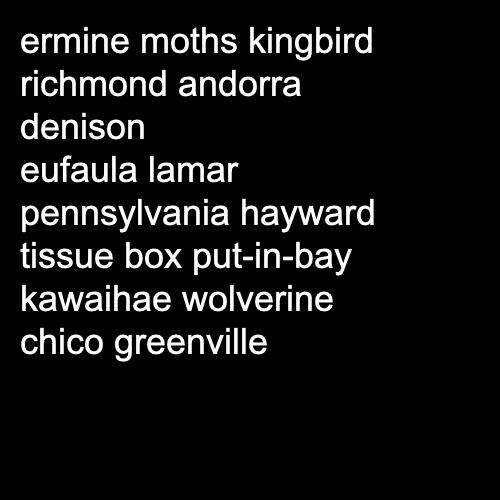 ermine moths kingbird
richmond andorra
denison
eufaula lamar
pennsylvania hayward
tissue box put-in-bay
kawaihae wolverine
chico greenville